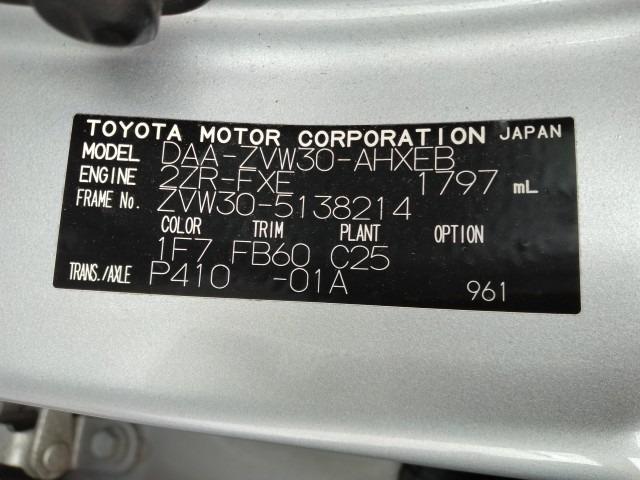 TOYOTA MOTOR CORPORATION JAPAN
MODEL DAA-ZVW30-AHXEB
ENGINE 2ZR-FXE 1797 mL
FRAME No. ZVW30-5138214
COLOR TRIM PLANT OPTION
1F7 FB60 C25
TRANS./AXLE P410 -01A 961